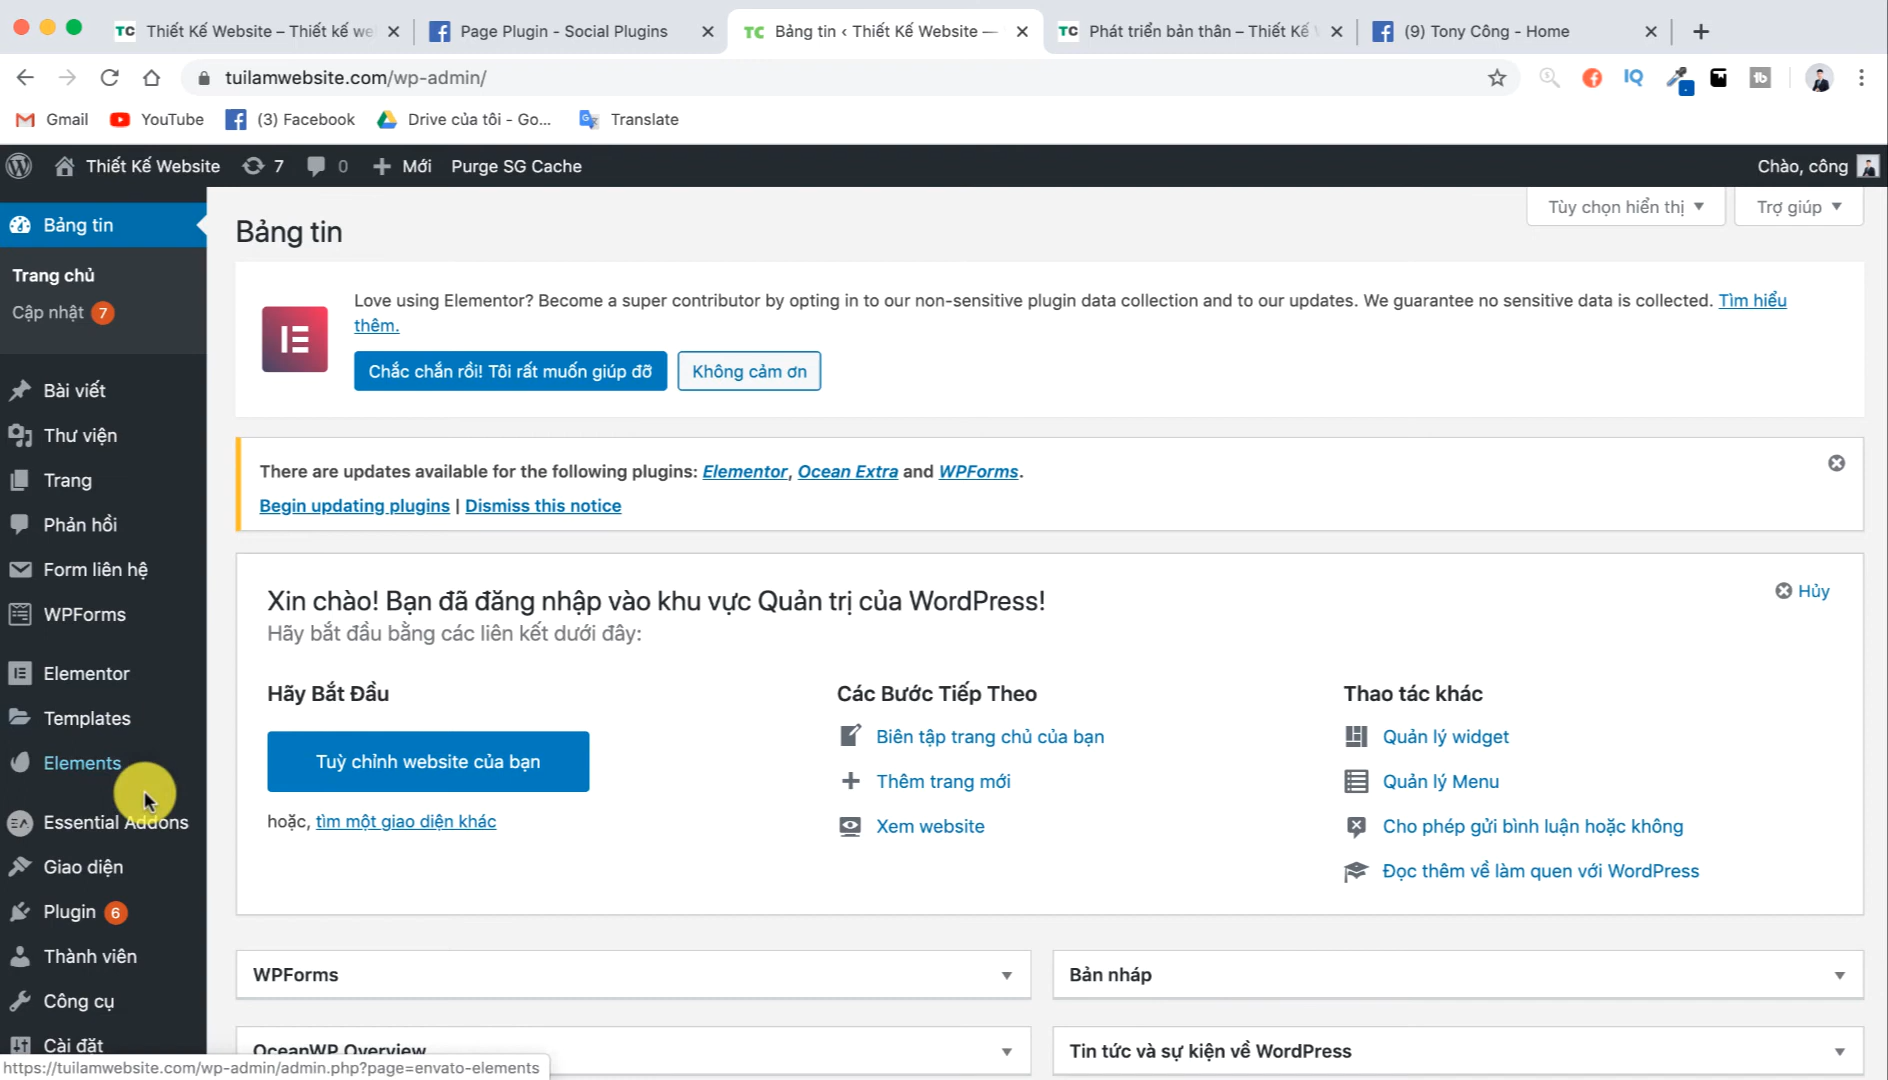 TC Thiết Kế Website – Thiết kế we
Page Plugin - Social Plugins
TC Bảng tin ‹ Thiết Kế Website —
TC Phát triển bản thân – Thiết Kế
(9) Tony Công - Home
tuilamwebsite.com/wp-admin/
IQ
tb
Gmail
YouTube
(3) Facebook
Drive của tôi - Go...
Translate
Thiết Kế Website
7
0
Mới
Purge SG Cache
Chào, công
Bảng tin
Trang chủ
Cập nhật 7
Bài viết
Thư viện
Trang
Phản hồi
Form liên hệ
WPForms
Elementor
Templates
Elements
Essential Addons
Giao diện
Plugin 6
Thành viên
Công cụ
Cài đặt
Tùy chọn hiển thị
Trợ giúp
Bảng tin
Love using Elementor? Become a super contributor by opting in to our non-sensitive plugin data collection and to our updates. We guarantee no sensitive data is collected. Tìm hiểu
thêm.
Chắc chắn rồi! Tôi rất muốn giúp đỡ
Không cảm ơn
There are updates available for the following plugins: Elementor, Ocean Extra and WPForms.
Begin updating plugins | Dismiss this notice
Xin chào! Bạn đã đăng nhập vào khu vực Quản trị của WordPress!
Hủy
Hãy bắt đầu bằng các liên kết dưới đây:
Hãy Bắt Đầu
Tuỳ chỉnh website của bạn
hoặc, tìm một giao diện khác
Các Bước Tiếp Theo
Biên tập trang chủ của bạn
Thêm trang mới
Xem website
Thao tác khác
Quản lý widget
Quản lý Menu
Cho phép gửi bình luận hoặc không
Đọc thêm về làm quen với WordPress
WPForms
Bản nháp
OceanWP Overview
Tin tức và sự kiện về WordPress
https://tuilamwebsite.com/wp-admin/admin.php?page=envato-elements